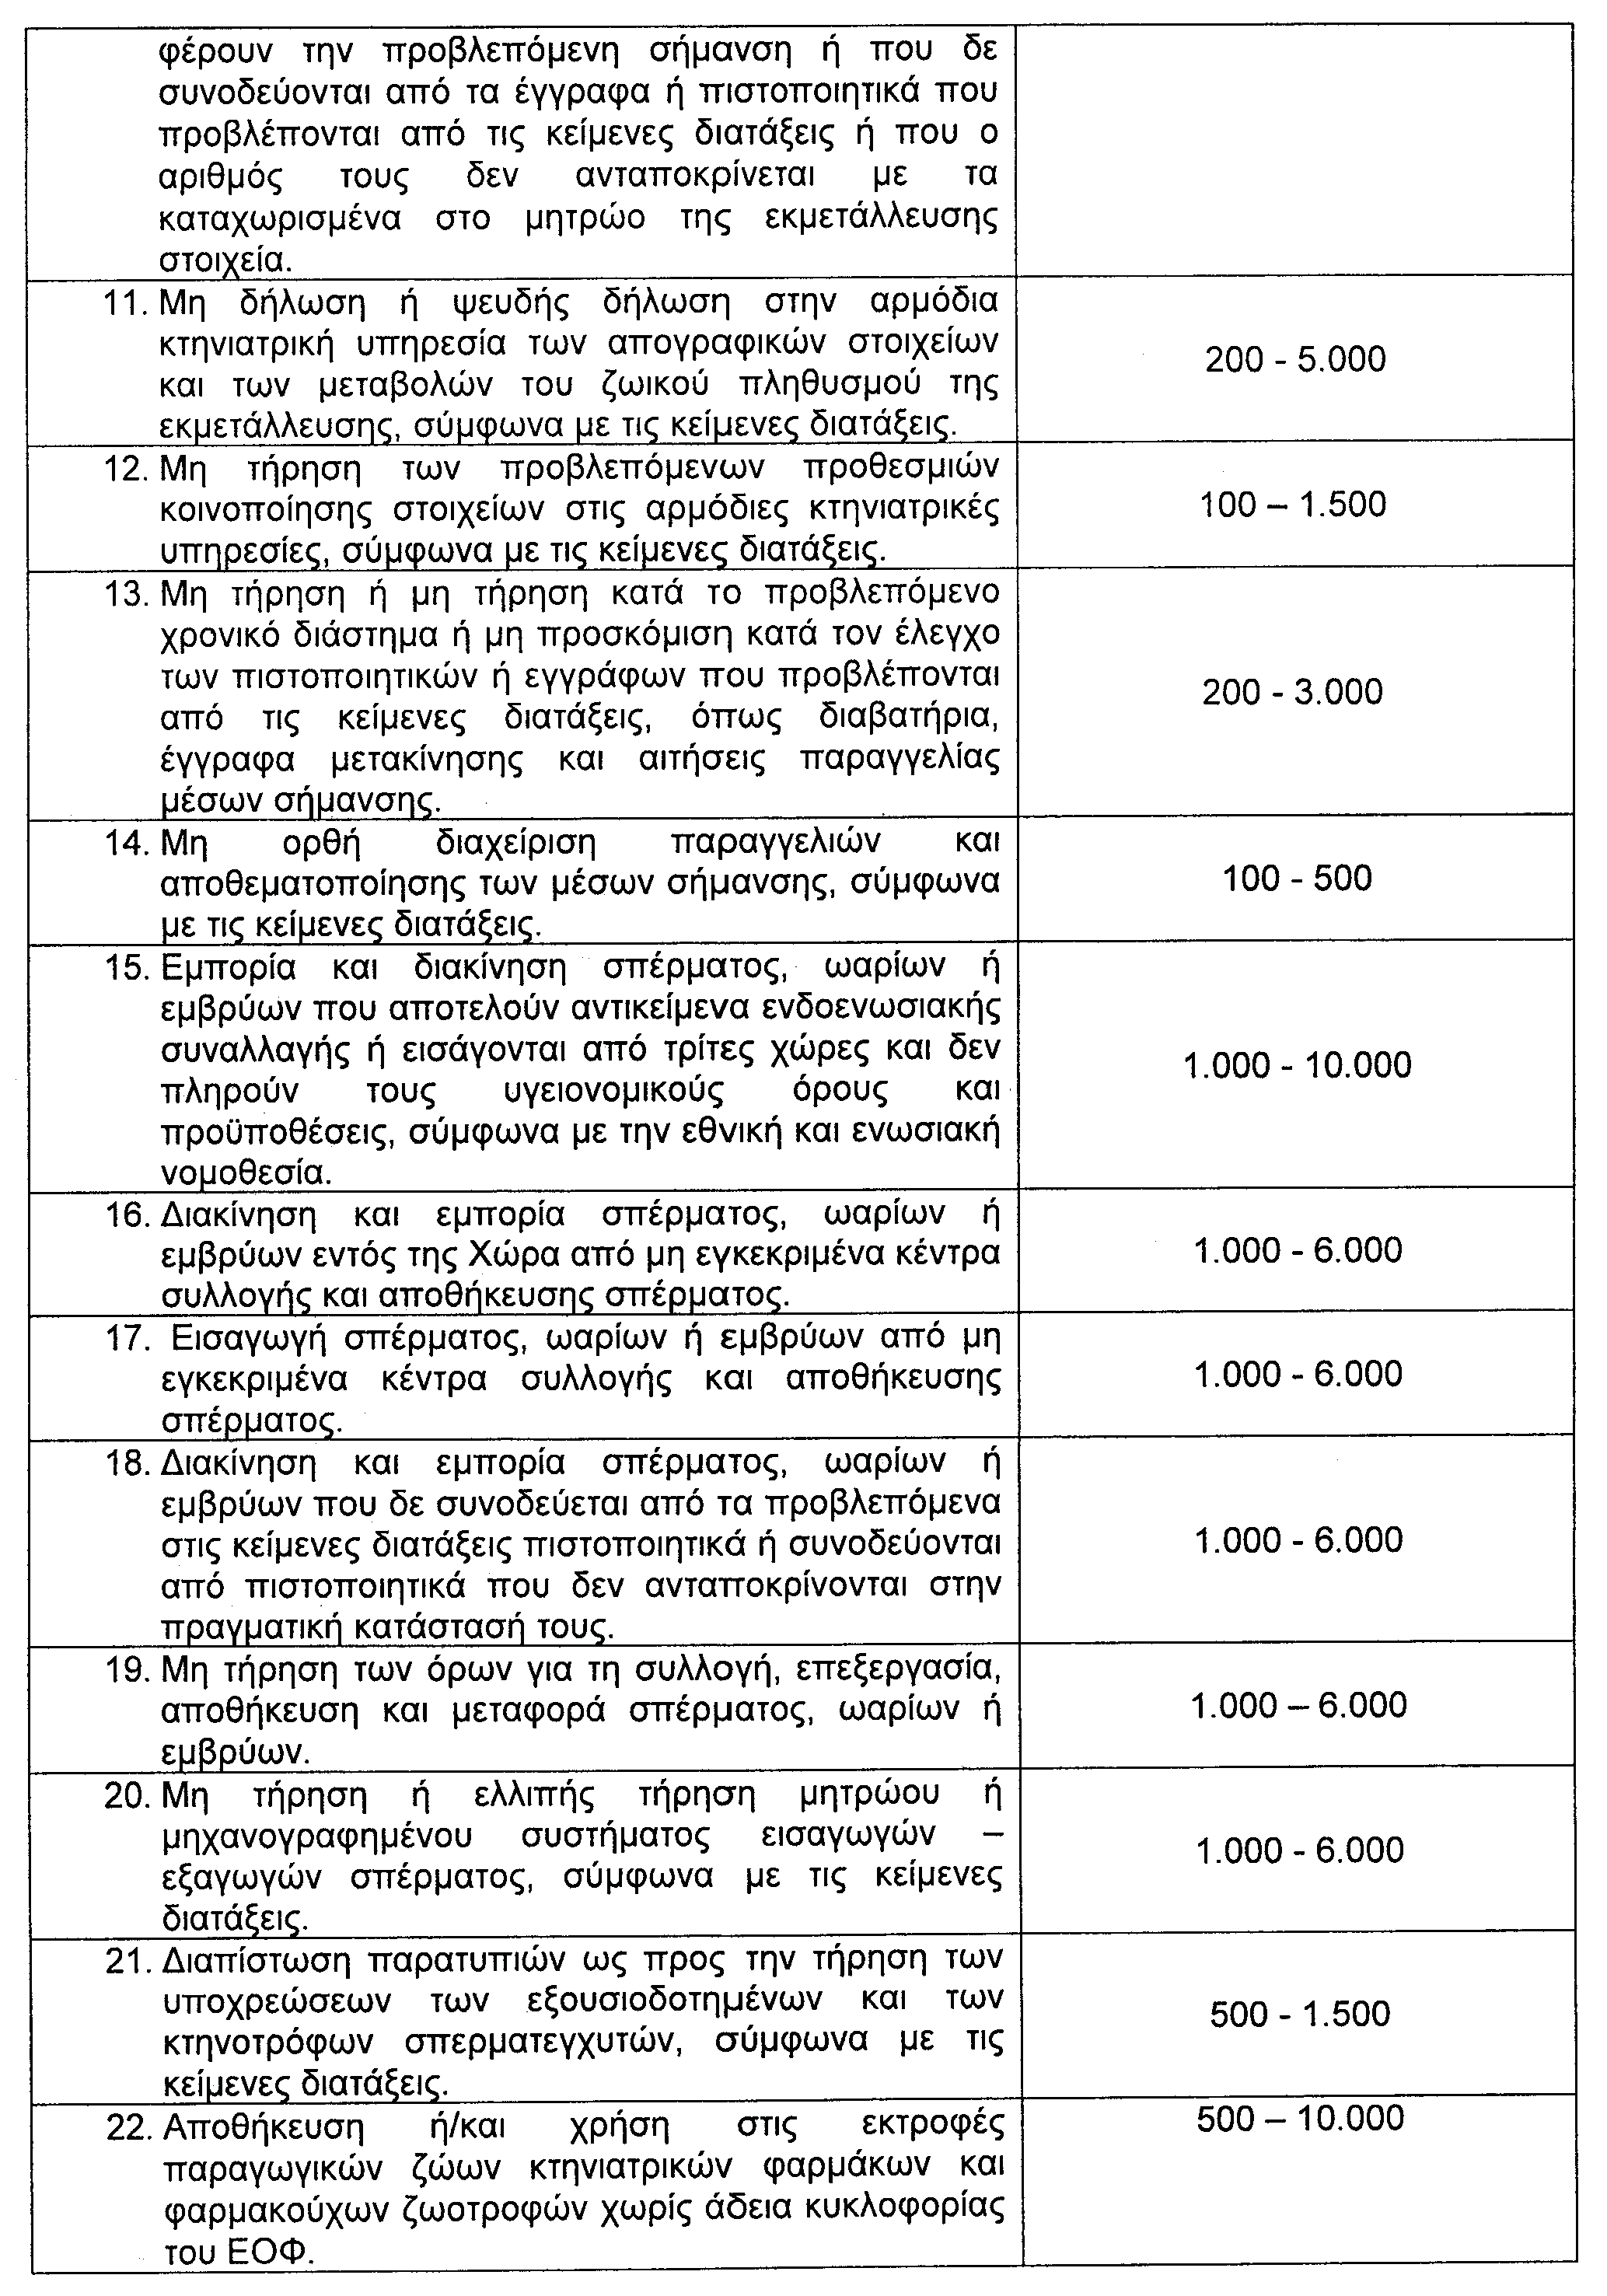 φέρουν την προβλεπόμενη σήμανση ή που δε
συνοδεύονται από τα έγγραφα ή πιστοποιητικά που
προβλέπονται από τις κείμενες διατάξεις ή που ο
αριθμός τους δεν ανταποκρίνεται με τα
καταχωρισμένα στο μητρώο της εκμετάλλευσης
στοιχεία.
11. Μη δήλωση ή ψευδής δήλωση στην αρμόδια
κτηνιατρική υπηρεσία των απογραφικών στοιχείων
και των μεταβολών του ζωικού πληθυσμού της
εκμετάλλευσης, σύμφωνα με τις κείμενες διατάξεις.
200 - 5.000
12. Μη τήρηση των προβλεπόμενων προθεσμιών
κοινοποίησης στοιχείων στις αρμόδιες κτηνιατρικές
υπηρεσίες, σύμφωνα με τις κείμενες διατάξεις.
100 – 1.500
13. Μη τήρηση ή μη τήρηση κατά το προβλεπόμενο
χρονικό διάστημα ή μη προσκόμιση κατά τον έλεγχο
των πιστοποιητικών ή εγγράφων που προβλέπονται
από τις κείμενες διατάξεις, όπως διαβατήρια,
έγγραφα μετακίνησης και αιτήσεις παραγγελίας
μέσων σήμανσης.
200 - 3.000
14. Μη ορθή διαχείριση παραγγελιών και
αποθεματοποίησης των μέσων σήμανσης, σύμφωνα
με τις κείμενες διατάξεις.
100 - 500
15. Εμπορία και διακίνηση σπέρματος, ωαρίων ή
εμβρύων που αποτελούν αντικείμενα ενδοενωσιακής
συναλλαγής ή εισάγονται από τρίτες χώρες και δεν
πληρούν τους υγειονομικούς όρους και
προϋποθέσεις, σύμφωνα με την εθνική και ενωσιακή
νομοθεσία.
1.000 - 10.000
16. Διακίνηση και εμπορία σπέρματος, ωαρίων ή
εμβρύων εντός της Χώρα από μη εγκεκριμένα κέντρα
συλλογής και αποθήκευσης σπέρματος.
1.000 - 6.000
17. Εισαγωγή σπέρματος, ωαρίων ή εμβρύων από μη
εγκεκριμένα κέντρα συλλογής και αποθήκευσης
σπέρματος.
1.000 - 6.000
18. Διακίνηση και εμπορία σπέρματος, ωαρίων ή
εμβρύων που δε συνοδεύεται από τα προβλεπόμενα
στις κείμενες διατάξεις πιστοποιητικά ή συνοδεύονται
από πιστοποιητικά που δεν ανταποκρίνονται στην
πραγματική κατάστασή τους.
1.000 - 6.000
19. Μη τήρηση των όρων για τη συλλογή, επεξεργασία,
αποθήκευση και μεταφορά σπέρματος, ωαρίων ή
εμβρύων.
1.000 – 6.000
20. Μη τήρηση ή ελλιπής τήρηση μητρώου ή
μηχανογραφημένου συστήματος εισαγωγών –
εξαγωγών σπέρματος, σύμφωνα με τις κείμενες
διατάξεις.
1.000 - 6.000
21. Διαπίστωση παρατυπιών ως προς την τήρηση των
υποχρεώσεων των εξουσιοδοτημένων και των
κτηνοτρόφων σπερματεγχυτών, σύμφωνα με τις
κείμενες διατάξεις.
500 - 1.500
22. Αποθήκευση ή/και χρήση στις εκτροφές
παραγωγικών ζώων κτηνιατρικών φαρμάκων και
φαρμακούχων ζωοτροφών χωρίς άδεια κυκλοφορίας
του ΕΟΦ.
500 – 10.000